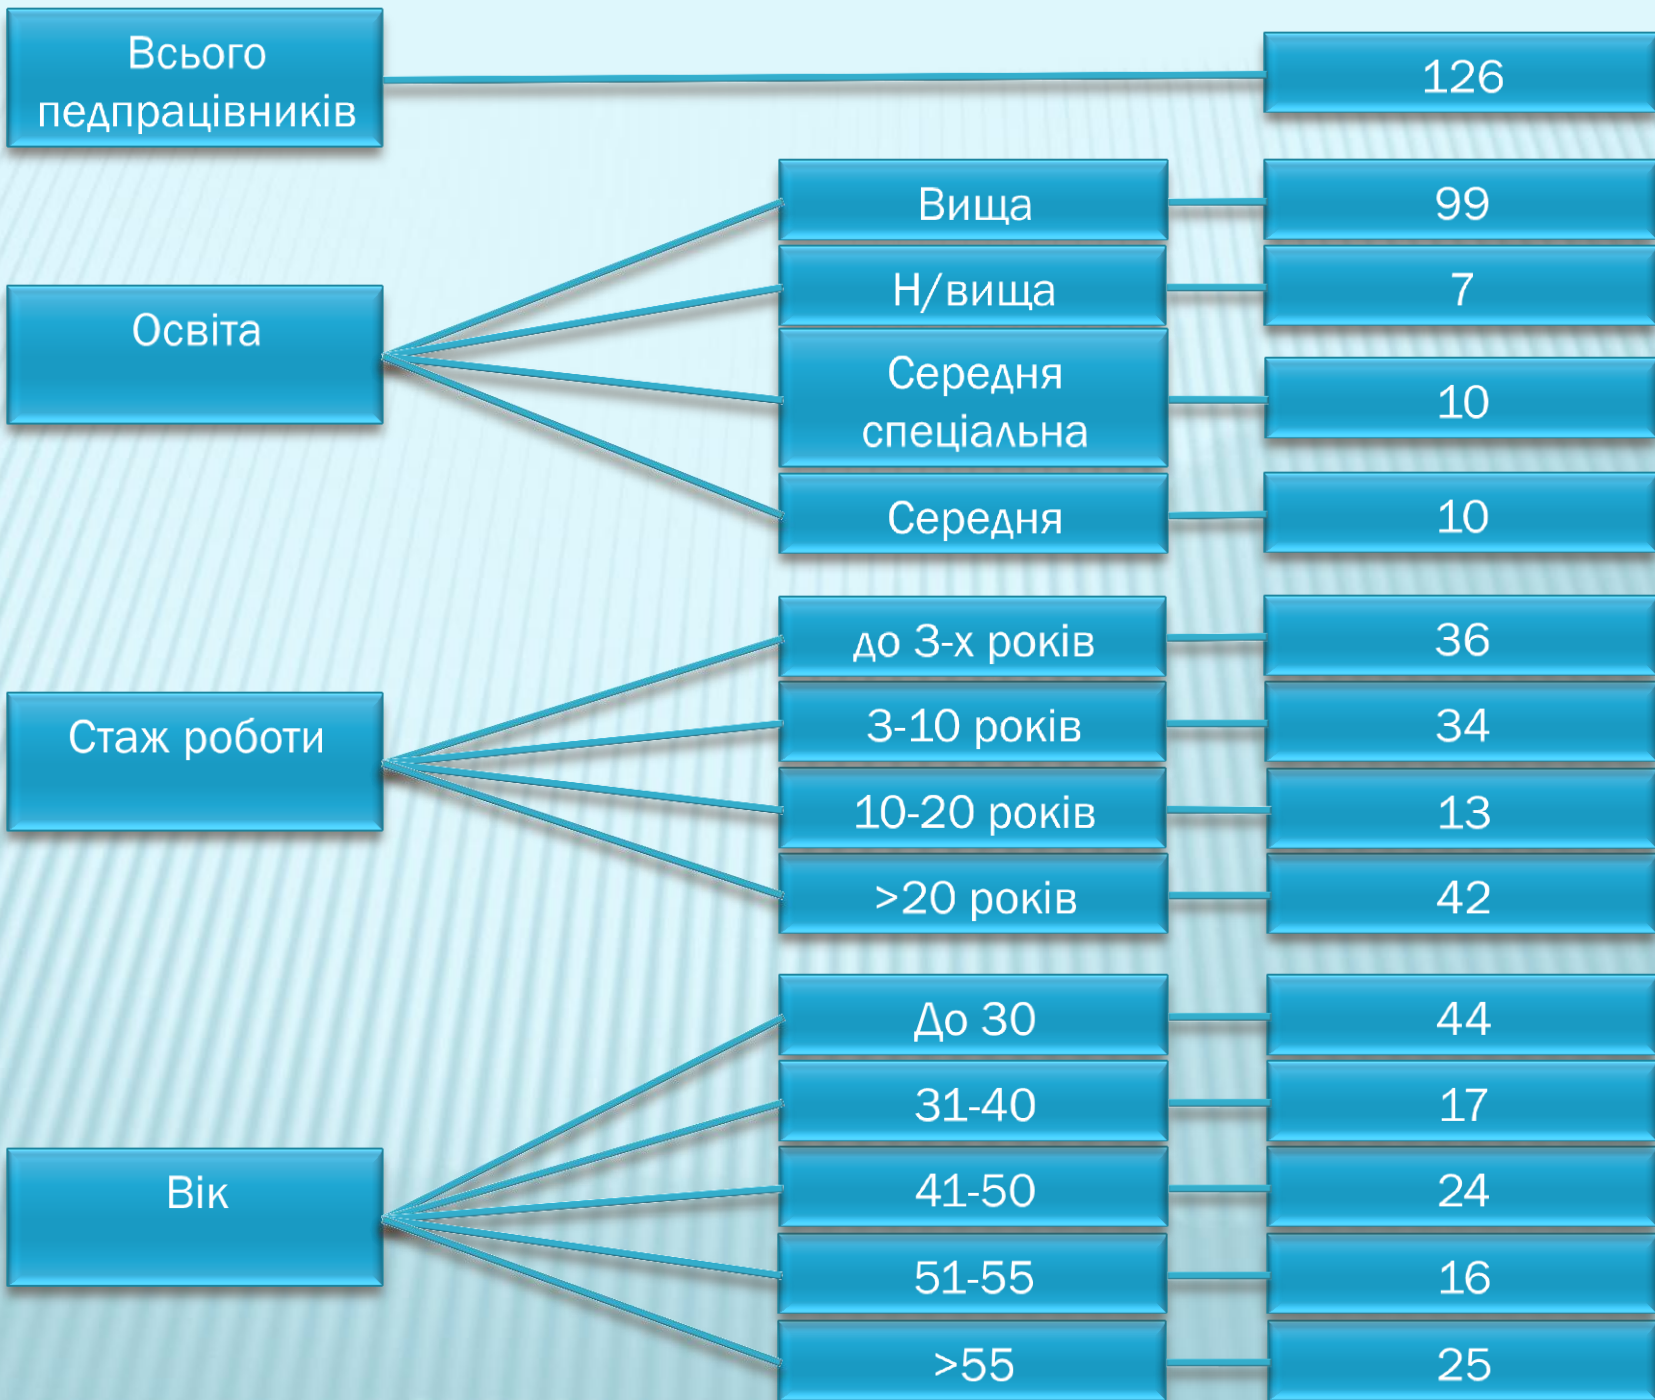 Всього
педпрацівників
126
Освіта
Вища
99
Н/вища
7
Середня
спеціальна
10
Середня
10
Стаж роботи
до 3-х років
36
3-10 років
34
10-20 років
13
>20 років
42
Вік
До 30
44
31-40
17
41-50
24
51-55
16
>55
25